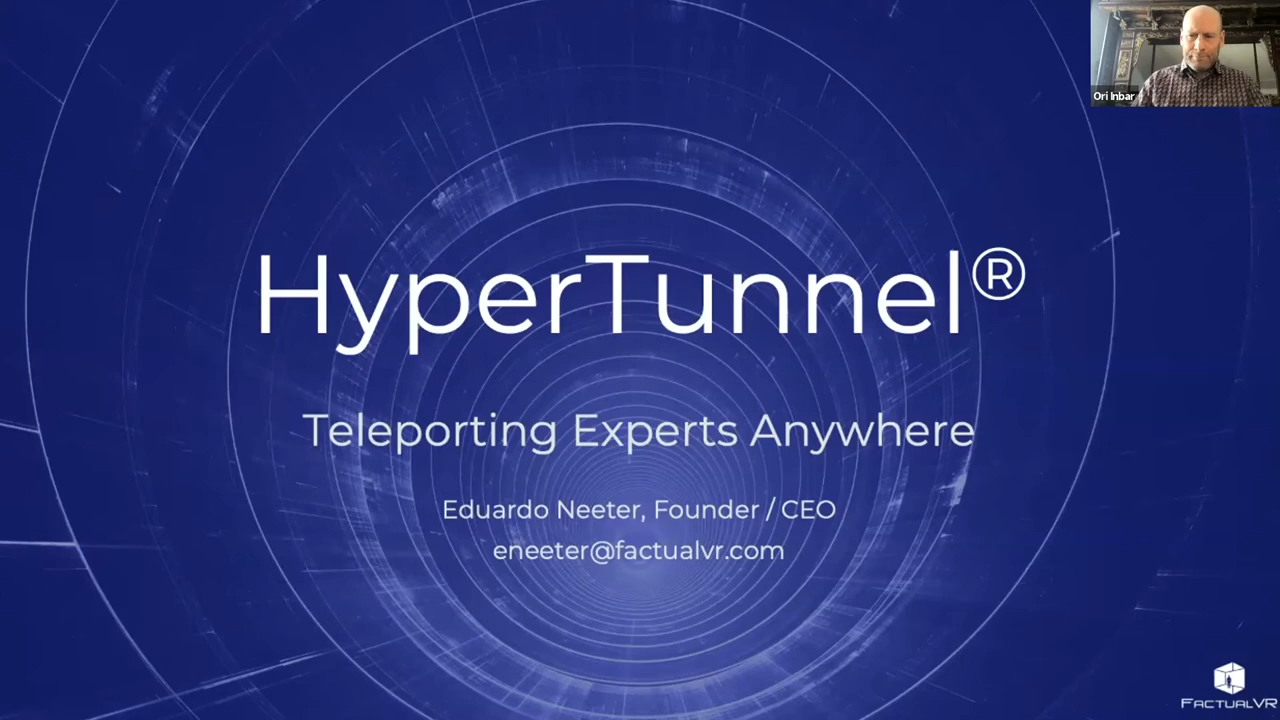 Ori Inbar
HyperTunnel®
Teleporting Experts Anywhere
Eduardo Neeter, Founder / CEO
eneeter@factualvr.com
FACTUALVR